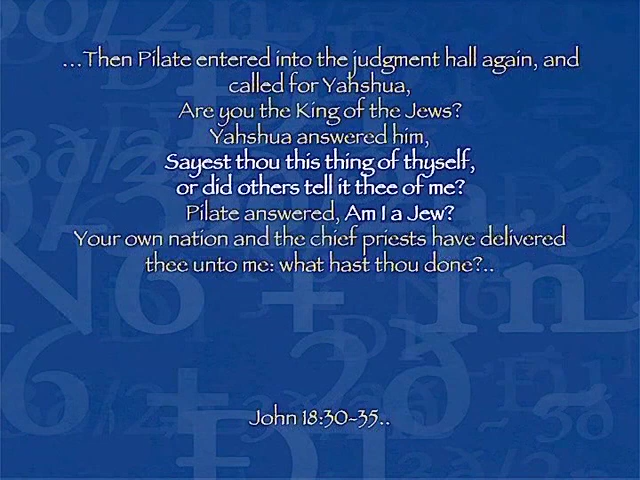 ...Then Pilate entered into the judgment hall again, and
called for Yahshua,
Are you the King of the Jews?
Yahshua answered him,
Sayest thou this thing of thyself,
or did others tell it thee of me?
Pilate answered, Am I a Jew?
Your own nation and the chief priests have delivered
thee unto me: what hast thou done?..
John 18:30-35..